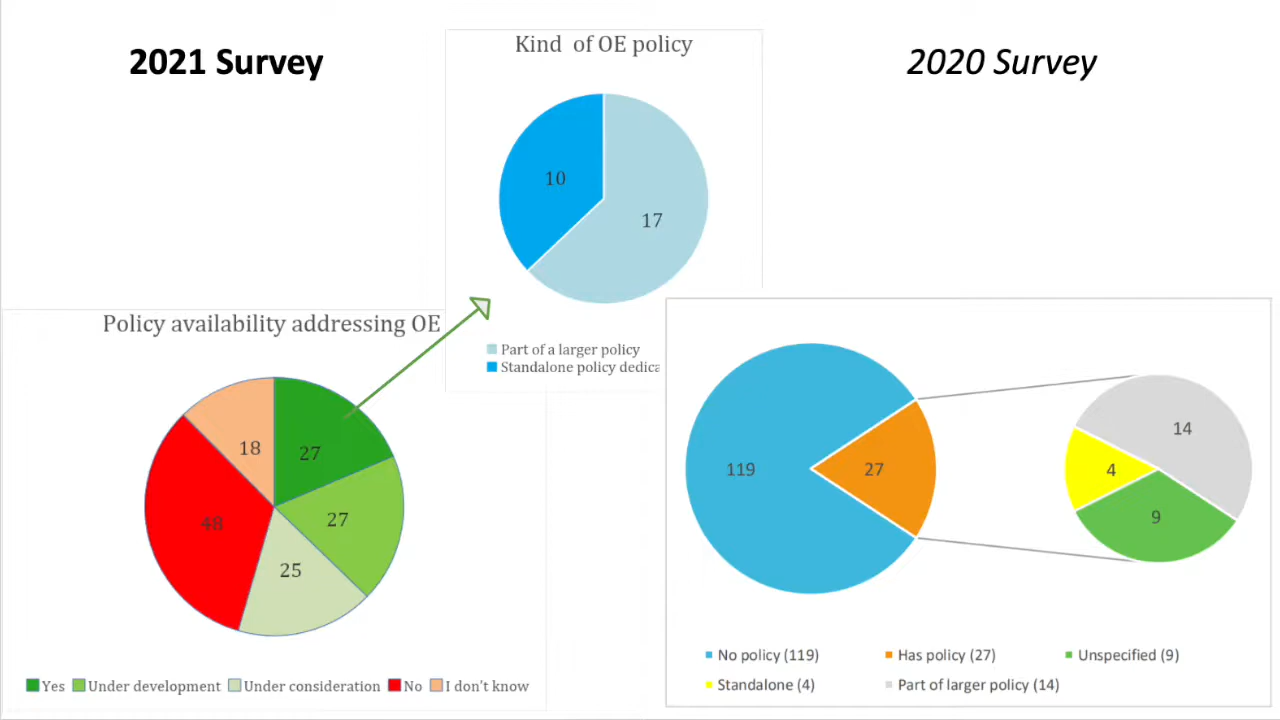 2021 Survey
Kind of OE policy
2020 Survey
10
17
Part of a larger policy
Standalone policy dedica
Policy availability addressing OE
27
27
25
48
18
Yes Under development Under consideration No I don't know
119
27
14
4
9
No policy (119) Has policy (27) Unspecified (9)
Standalone (4) Part of larger policy (14)